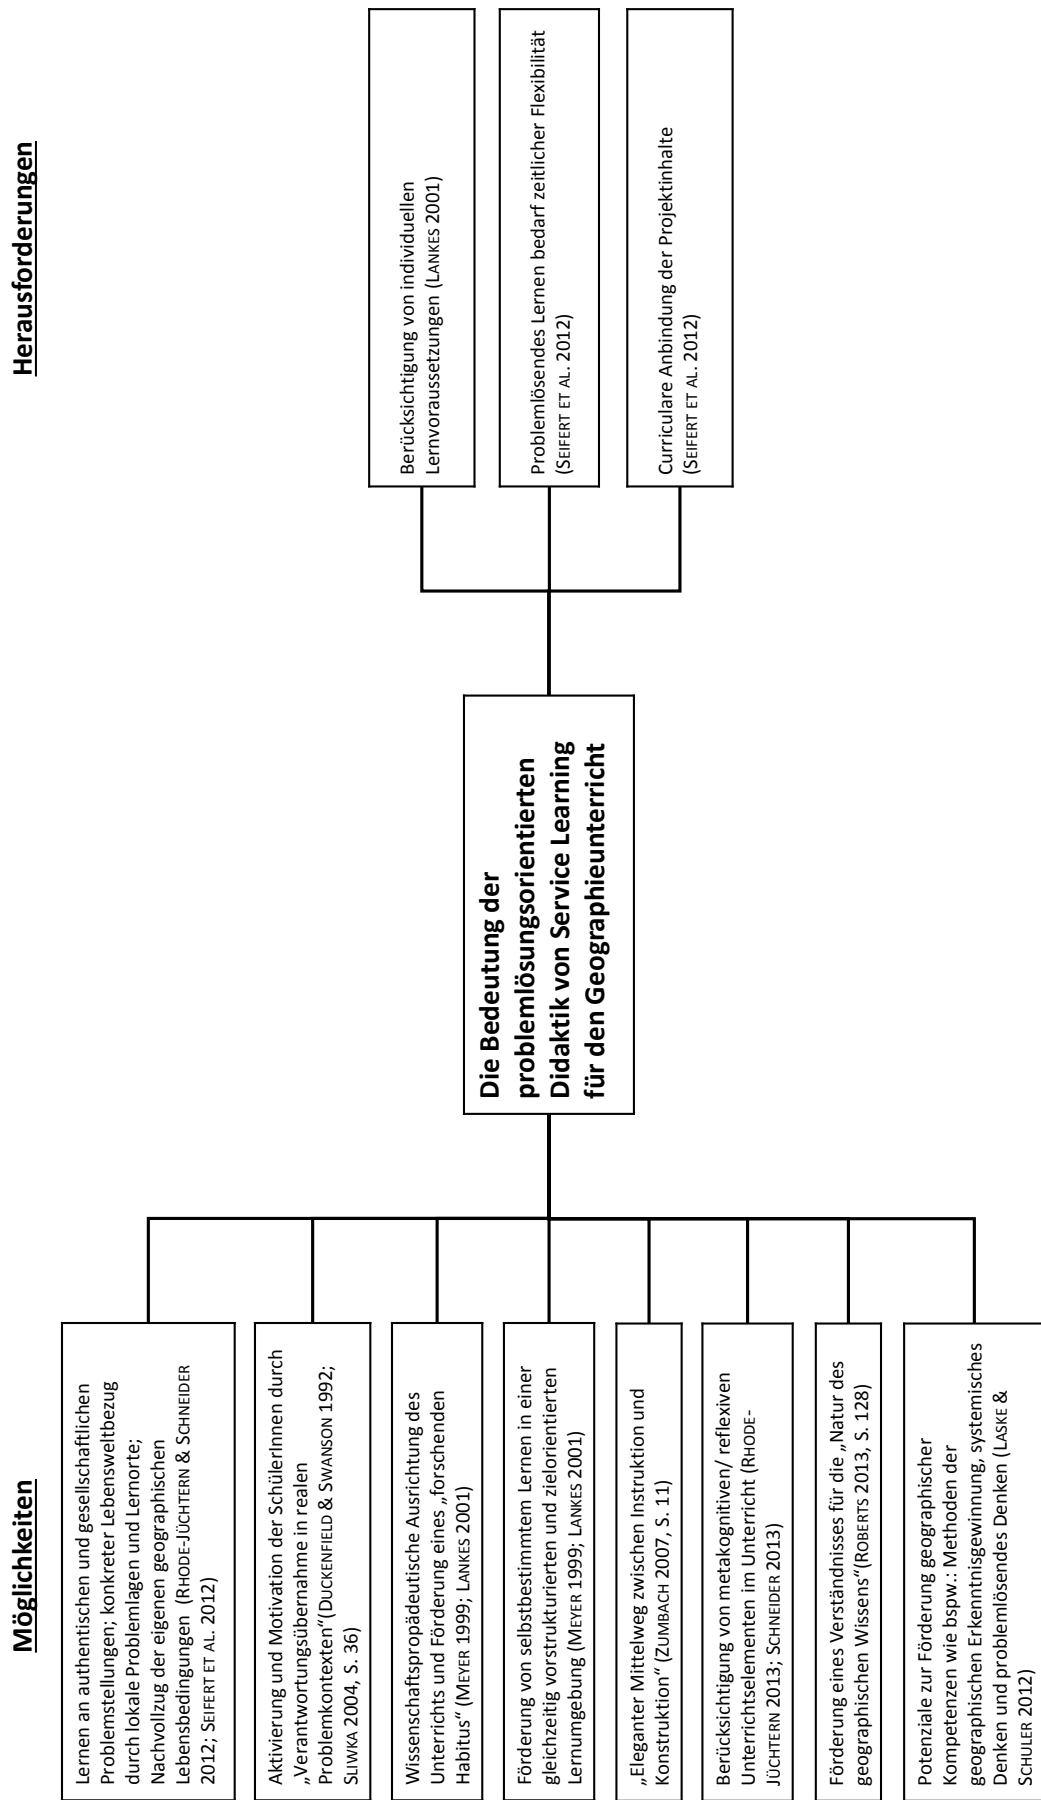 Möglichkeiten
Lernen an authentischen und gesellschaftlichen
Problemstellungen; konkreter Lebensweltbezug
durch lokale Problemlagen und Lernorte;
Nachvollzug der eigenen geographischen
Lebensbedingungen (RHODE-JÜCHTERN & SCHNEIDER
2012; SEIFERT ET AL. 2012)
Aktivierung und Motivation der SchülerInnen durch
„Verantwortungsübernahme in realen
Problemkontexten“(DUCKENFIELD & SWANSON 1992;
SLIWKA 2004, S. 36)
Wissenschaftspropädeutische Ausrichtung des
Unterrichts und Förderung eines „forschenden
Habitus“ (MEYER 1999; LANKES 2001)
Förderung von selbstbestimmtem Lernen in einer
gleichzeitig vorstrukturierten und zielorientierten
Lernumgebung (MEYER 1999; LANKES 2001)
„Eleganter Mittelweg zwischen Instruktion und
Konstruktion“ (ZUMBACH 2007, S. 11)
Berücksichtigung von metakognitiven/ reflexiven
Unterrichtselementen im Unterricht (RHODE-
JÜCHTERN 2013; SCHNEIDER 2013)
Förderung eines Verständnisses für die „Natur des
geographischen Wissens“(ROBERTS 2013, S. 128)
Potenziale zur Förderung geographischer
Kompetenzen wie bspw.: Methoden der
geographischen Erkenntnisgewinnung, systemisches
Denken und problemlösendes Denken (LASKE &
SCHULER 2012)
Die Bedeutung der
problemlösungsorientierten
Didaktik von Service Learning
für den Geographieunterricht
Herausforderungen
Berücksichtigung von individuellen
Lernvoraussetzungen (LANKES 2001)
Problemlösendes Lernen bedarf zeitlicher Flexibilität
(SEIFERT ET AL. 2012)
Curriculare Anbindung der Projektinhalte
(SEIFERT ET AL. 2012)